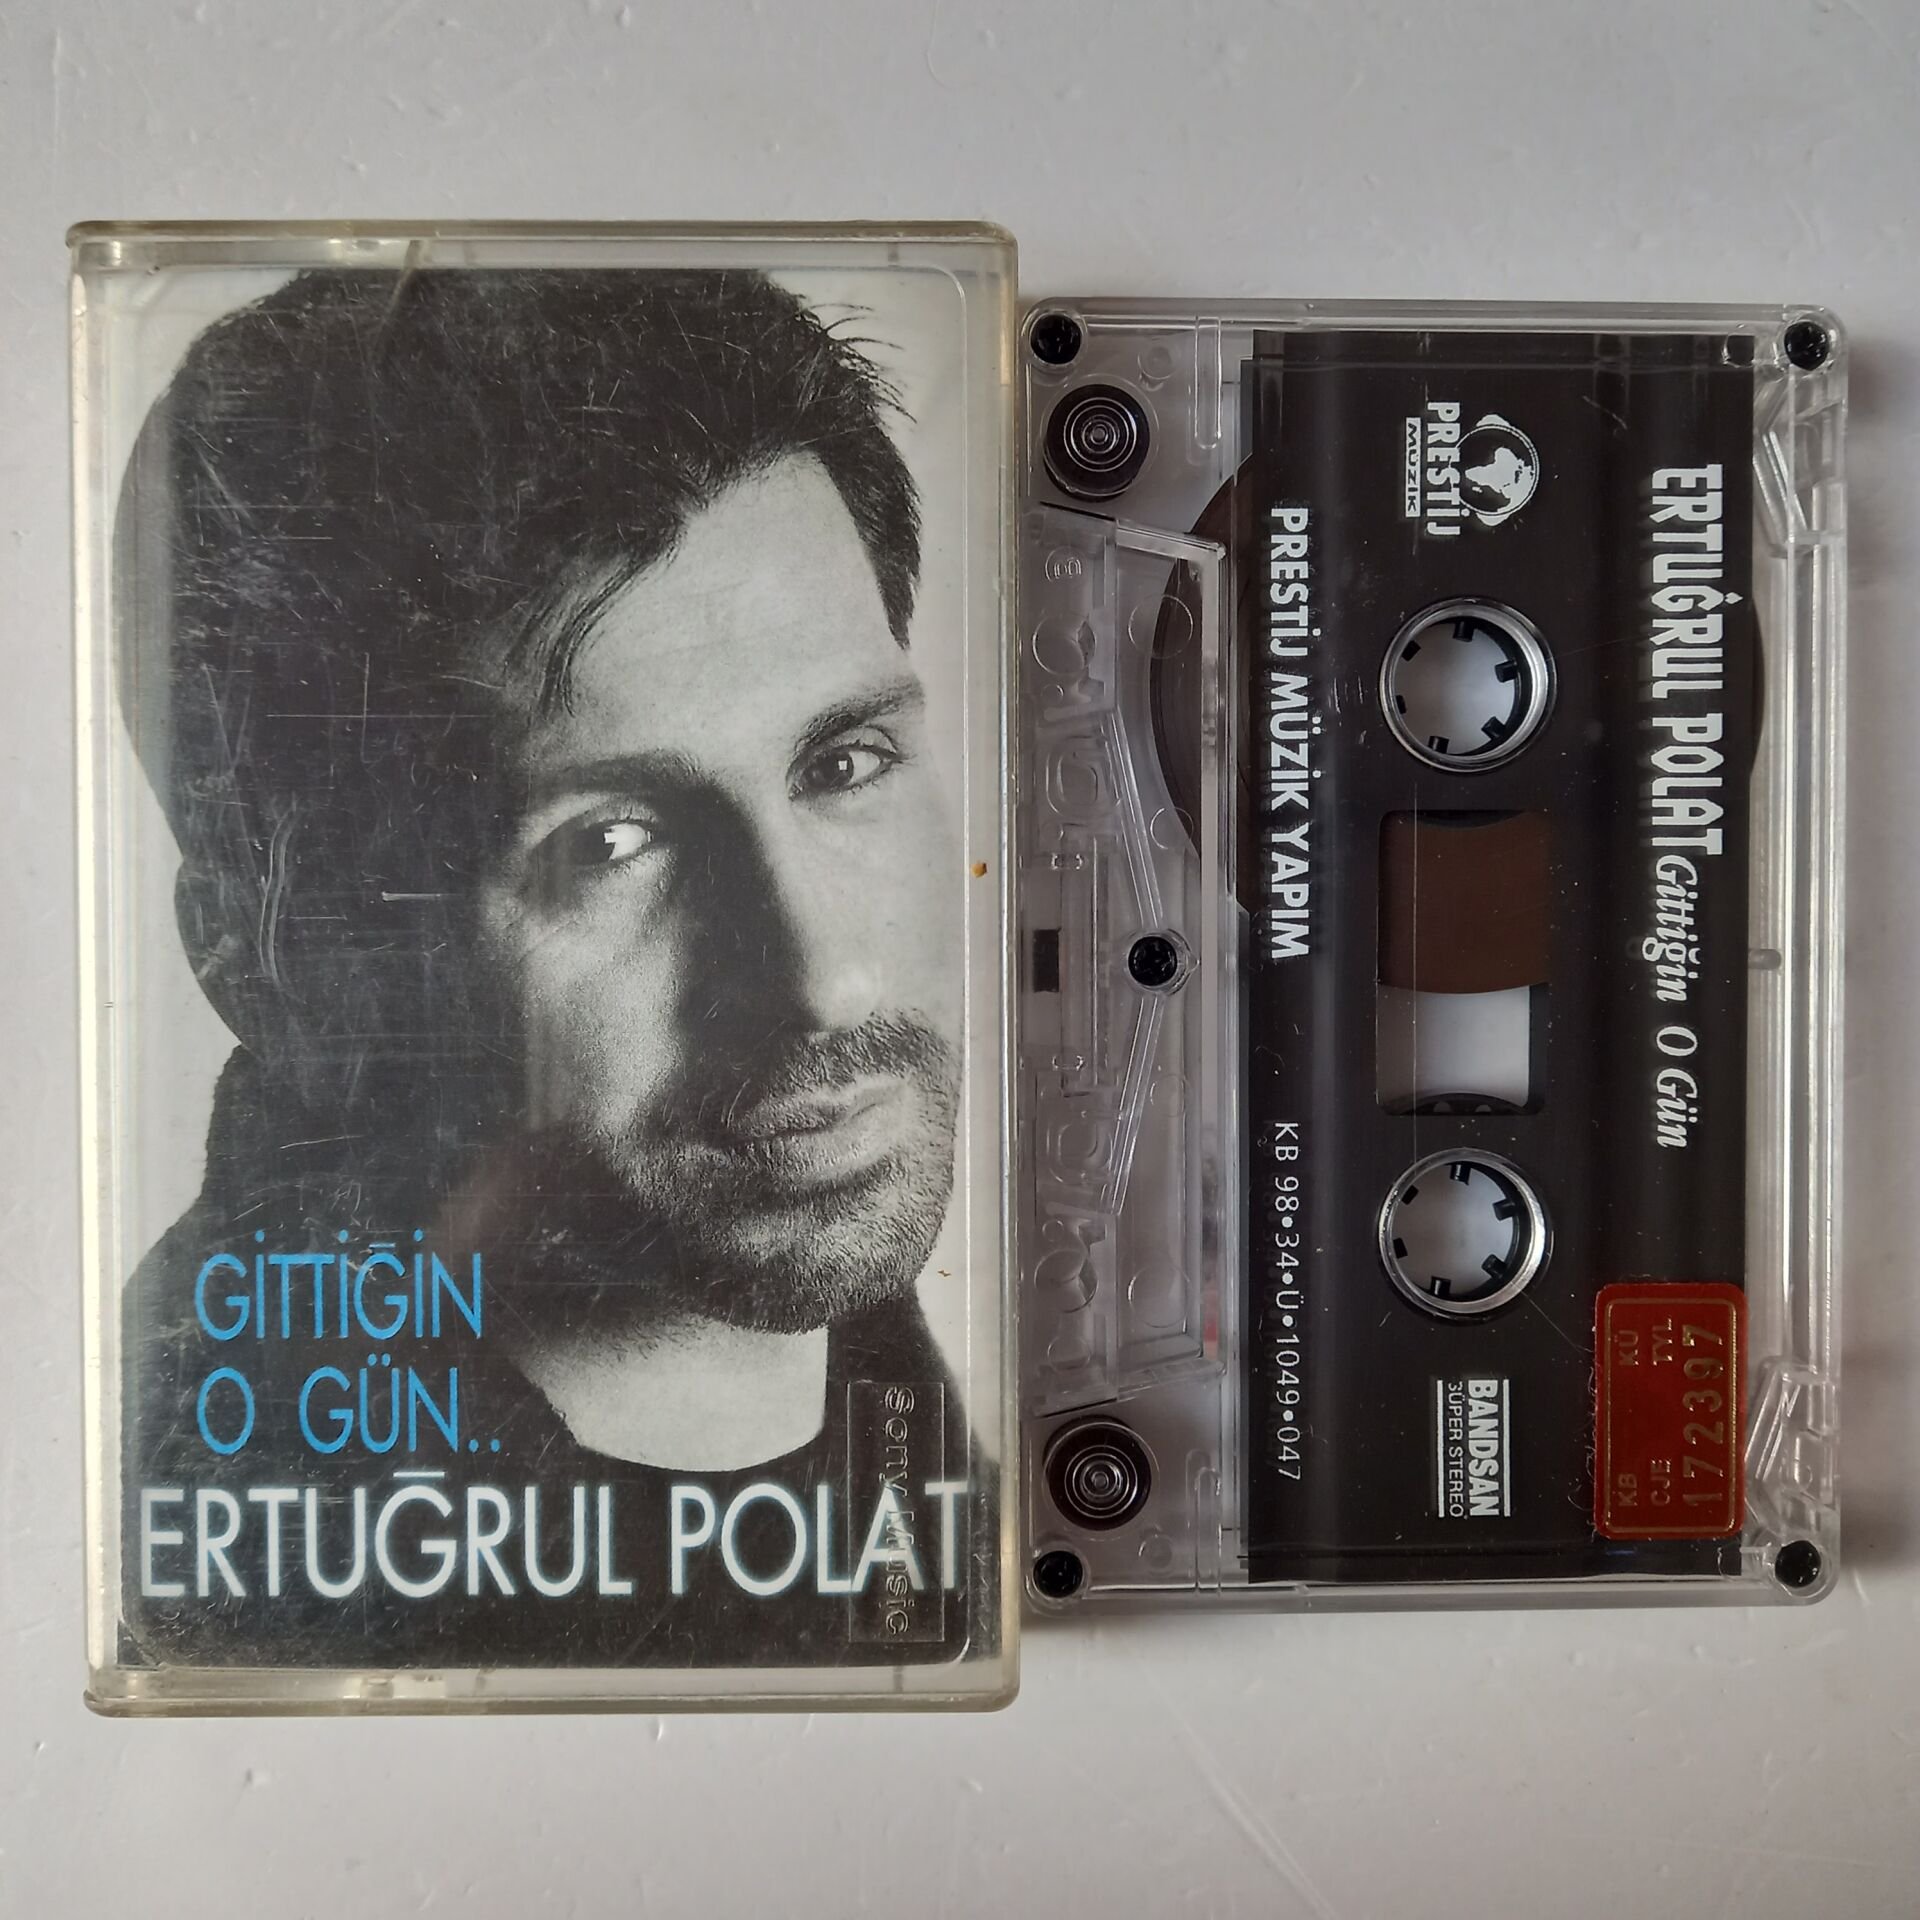 GİTTİĞİN
O GÜN..
ERTUĞRUL POLAT
Sony Music
ERTUĞRUL POLAT Gittiğin O Gün
PRESTİJ
MÜZİK
BANDSAN
SÜPER STEREO
PRESTİJ MÜZİK YAPIM
KB 98•34•Ü•1049•047
KB KÜ
CJE TYL
172397